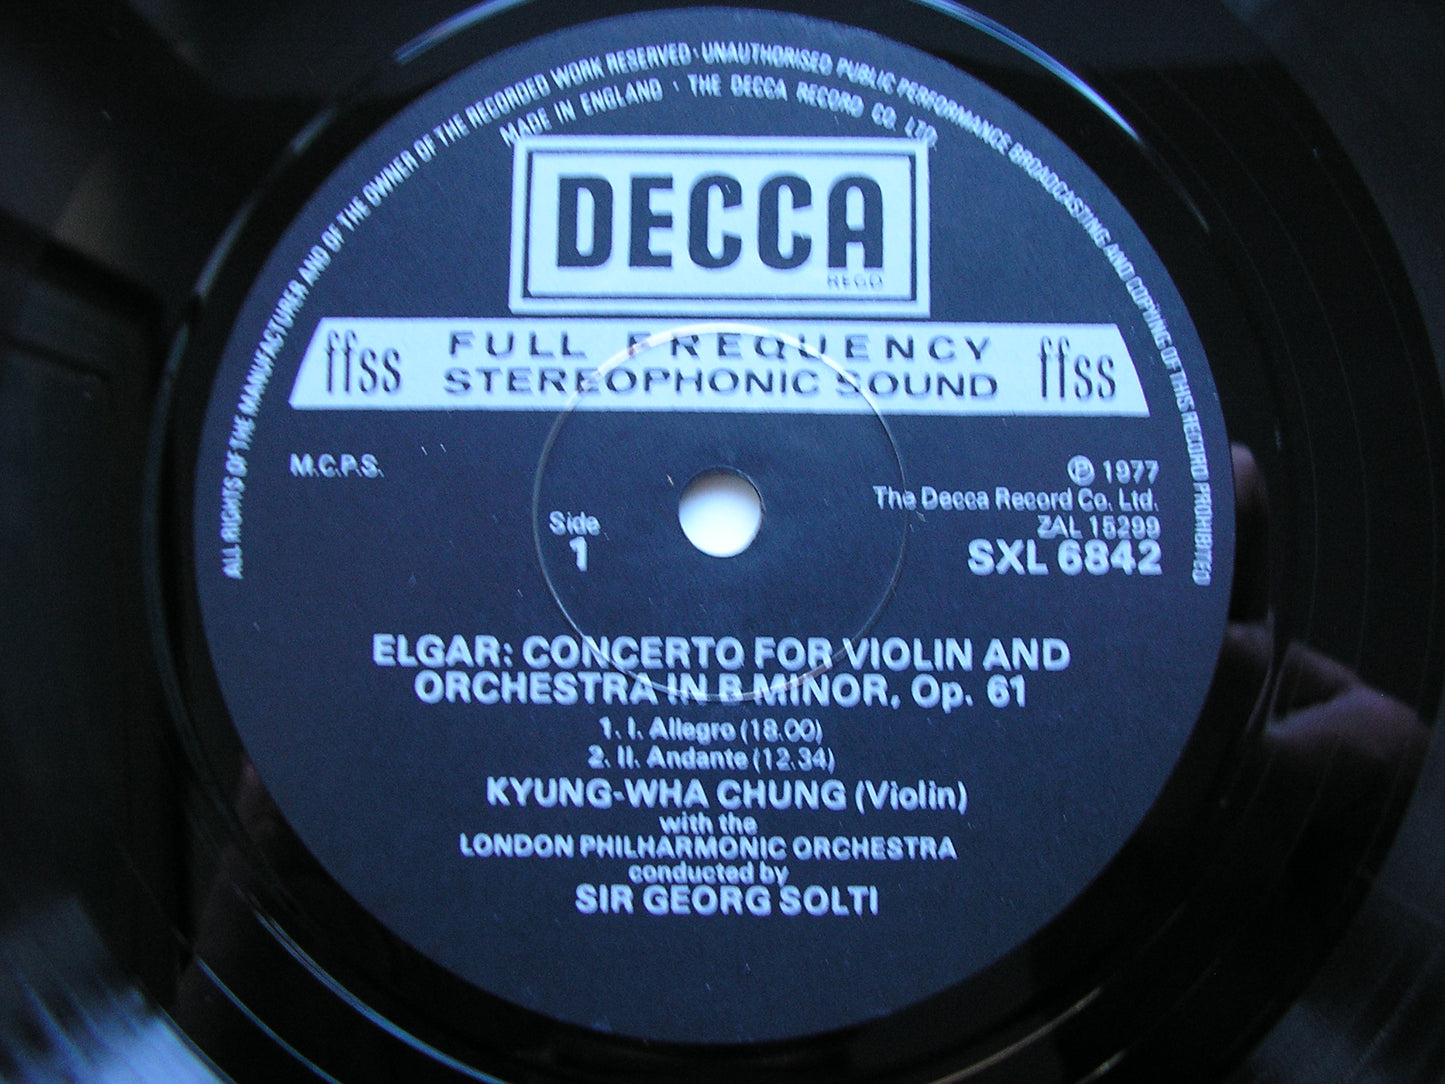 ALL RIGHTS OF THE MANUFACTURER AND OF THE OWNER OF THE RECORDED WORK RESERVED · UNAUTHORISED PUBLIC PERFORMANCE BROADCASTING AND COPYING OF THIS RECORD PROHIBITED
MADE IN ENGLAND · THE DECCA RECORD CO. LTD.
DECCA
REGD
ffss FULL FREQUENCY ffss
STEREOPHONIC SOUND
M.C.P.S.
℗ 1977
The Decca Record Co. Ltd.
ZAL 15299
SXL 6842
Side
1
ELGAR: CONCERTO FOR VIOLIN AND
ORCHESTRA IN B MINOR, Op. 61
1. I. Allegro (18.00)
2. II. Andante (12.34)
KYUNG-WHA CHUNG (Violin)
with the
LONDON PHILHARMONIC ORCHESTRA
conducted by
SIR GEORG SOLTI